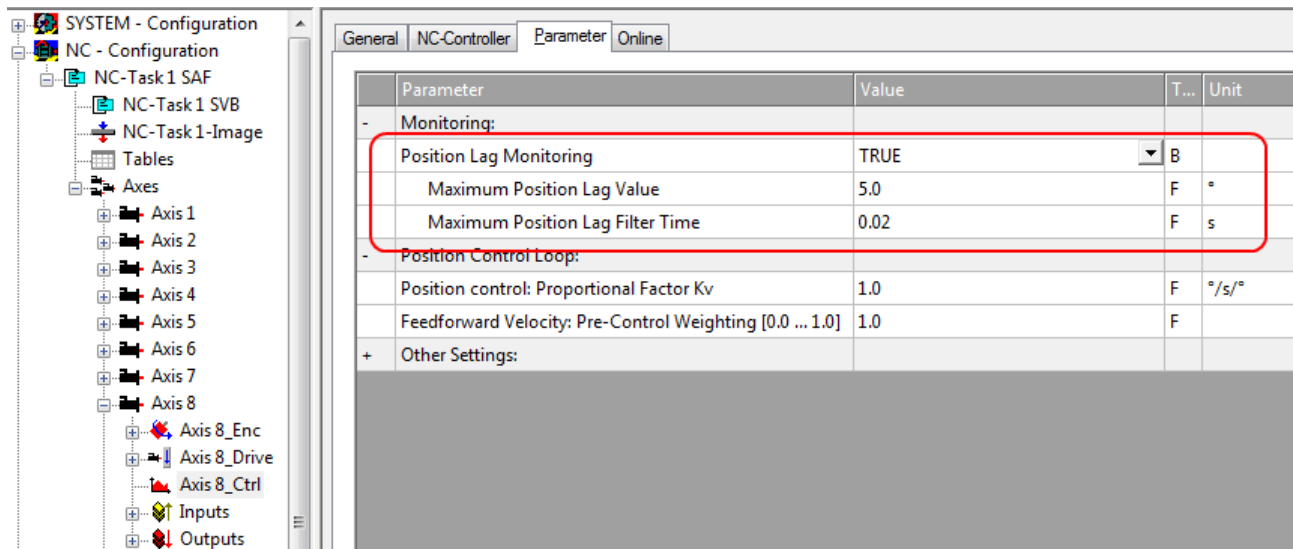 SYSTEM - Configuration
NC - Configuration
NC-Task 1 SAF
NC-Task 1 SVB
NC-Task 1-Image
Tables
Axes
Axis 1
Axis 2
Axis 3
Axis 4
Axis 5
Axis 6
Axis 7
Axis 8
Axis 8_Enc
Axis 8_Drive
Axis 8_Ctrl
Inputs
Outputs
General NC-Controller Parameter Online
Parameter Value T... Unit
- Monitoring:
Position Lag Monitoring TRUE B
Maximum Position Lag Value 5.0 F °
Maximum Position Lag Filter Time 0.02 F s
- Position Control Loop:
Position control: Proportional Factor Kv 1.0 F °/s/°
Feedforward Velocity: Pre-Control Weighting [0.0 ... 1.0] 1.0 F
+ Other Settings: